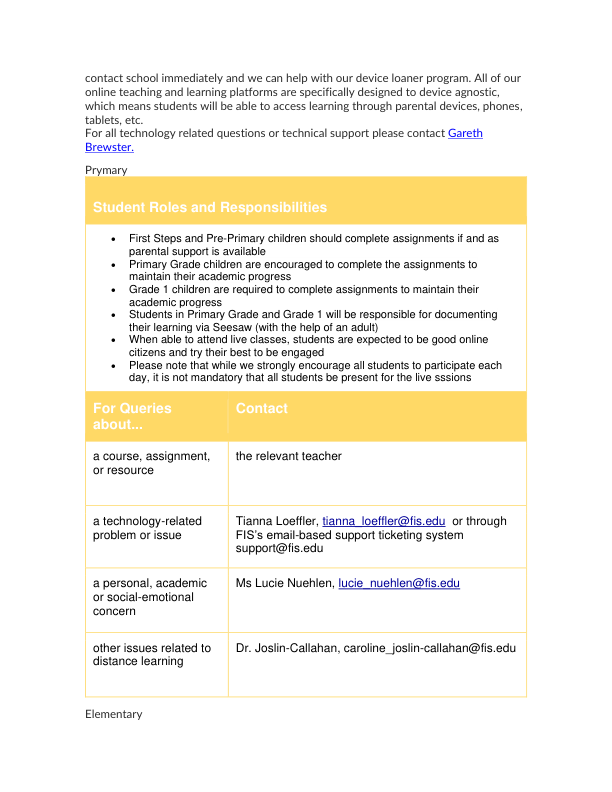 contact school immediately and we can help with our device loaner program. All of our
online teaching and learning platforms are specifically designed to device agnostic,
which means students will be able to access learning through parental devices, phones,
tablets, etc.
For all technology related questions or technical support please contact Gareth
Brewster.
Prymary
Student Roles and Responsibilities
• First Steps and Pre-Primary children should complete assignments if and as
parental support is available
• Primary Grade children are encouraged to complete the assignments to
maintain their academic progress
• Grade 1 children are required to complete assignments to maintain their
academic progress
• Students in Primary Grade and Grade 1 will be responsible for documenting
their learning via Seesaw (with the help of an adult)
• When able to attend live classes, students are expected to be good online
citizens and try their best to be engaged
• Please note that while we strongly encourage all students to participate each
day, it is not mandatory that all students be present for the live sssions
For Queries
about...
Contact
a course, assignment,
or resource
the relevant teacher
a technology-related
problem or issue
Tianna Loeffler, tianna_loeffler@fis.edu or through
FIS’s email-based support ticketing system
support@fis.edu
a personal, academic
or social-emotional
concern
Ms Lucie Nuehlen, lucie_nuehlen@fis.edu
other issues related to
distance learning
Dr. Joslin-Callahan, caroline_joslin-callahan@fis.edu
Elementary